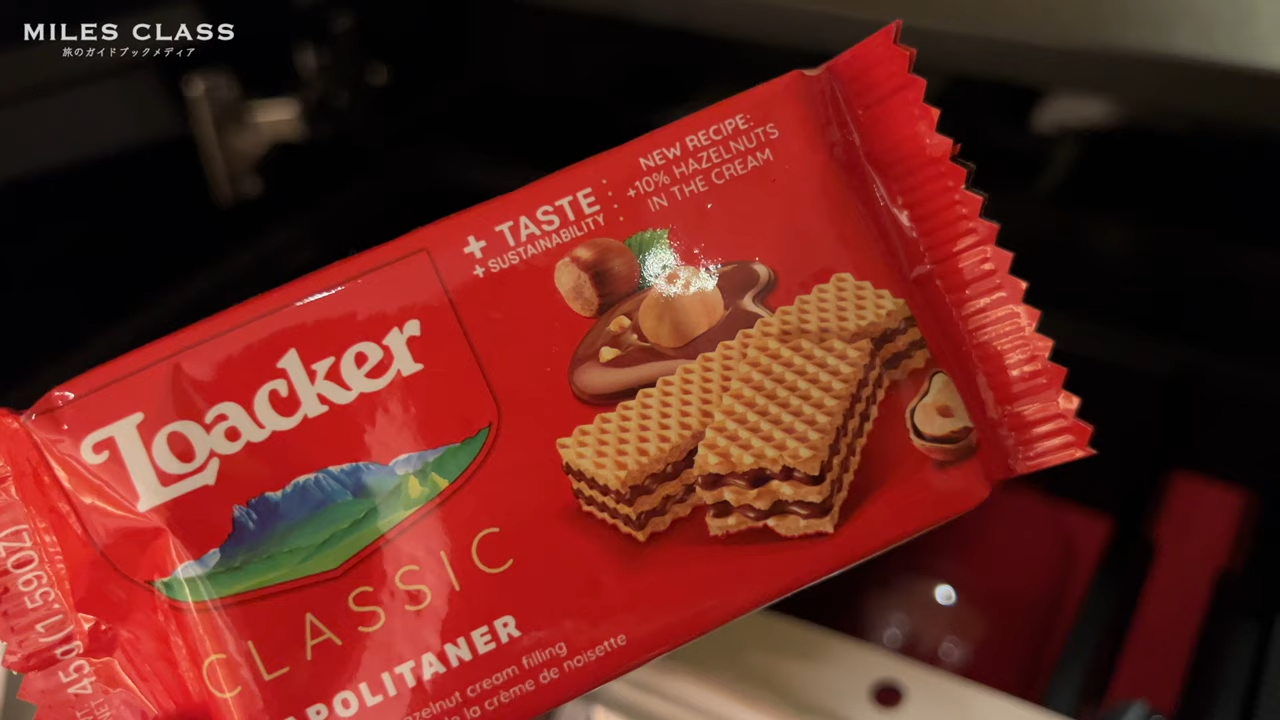 MILES CLASS
旅のガイドブックメディア
+ TASTE
+ SUSTAINABILITY
NEW RECIPE:
+10% HAZELNUTS
IN THE CREAM
Loacker
CLASSIC
POLITANER
hazelnut cream filling
la crème de noisette
NET
45g (1.59OZ)